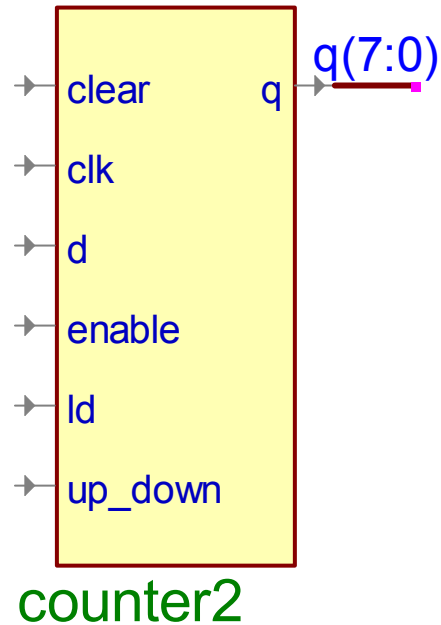 q(7:0)
clear q
clk
d
enable
ld
up_down
counter2